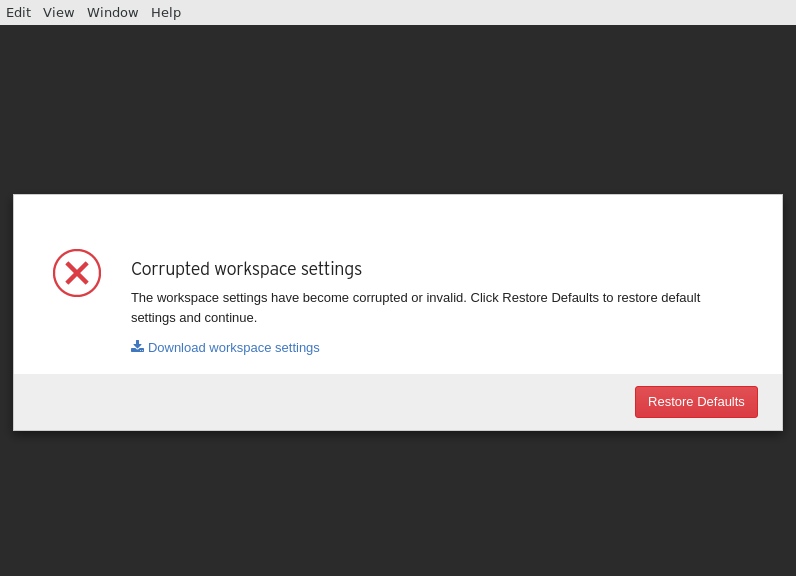 Edit View Window Help
Corrupted workspace settings
The workspace settings have become corrupted or invalid. Click Restore Defaults to restore default
settings and continue.
Download workspace settings
Restore Defaults